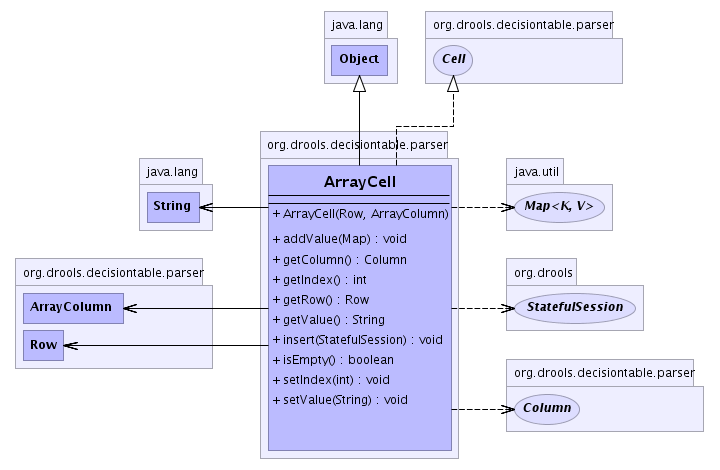 java.lang
Object
org.drools.decisiontable.parser
Cell
org.drools.decisiontable.parser
ArrayCell
+ ArrayCell(Row, ArrayColumn)
+ addValue(Map) : void
+ getColumn() : Column
+ getIndex() : int
+ getRow() : Row
+ getValue() : String
+ insert(StatefulSession) : void
+ isEmpty() : boolean
+ setIndex(int) : void
+ setValue(String) : void
java.lang
String
org.drools.decisiontable.parser
ArrayColumn
Row
java.util
Map<K, V>
org.drools
StatefulSession
org.drools.decisiontable.parser
Column